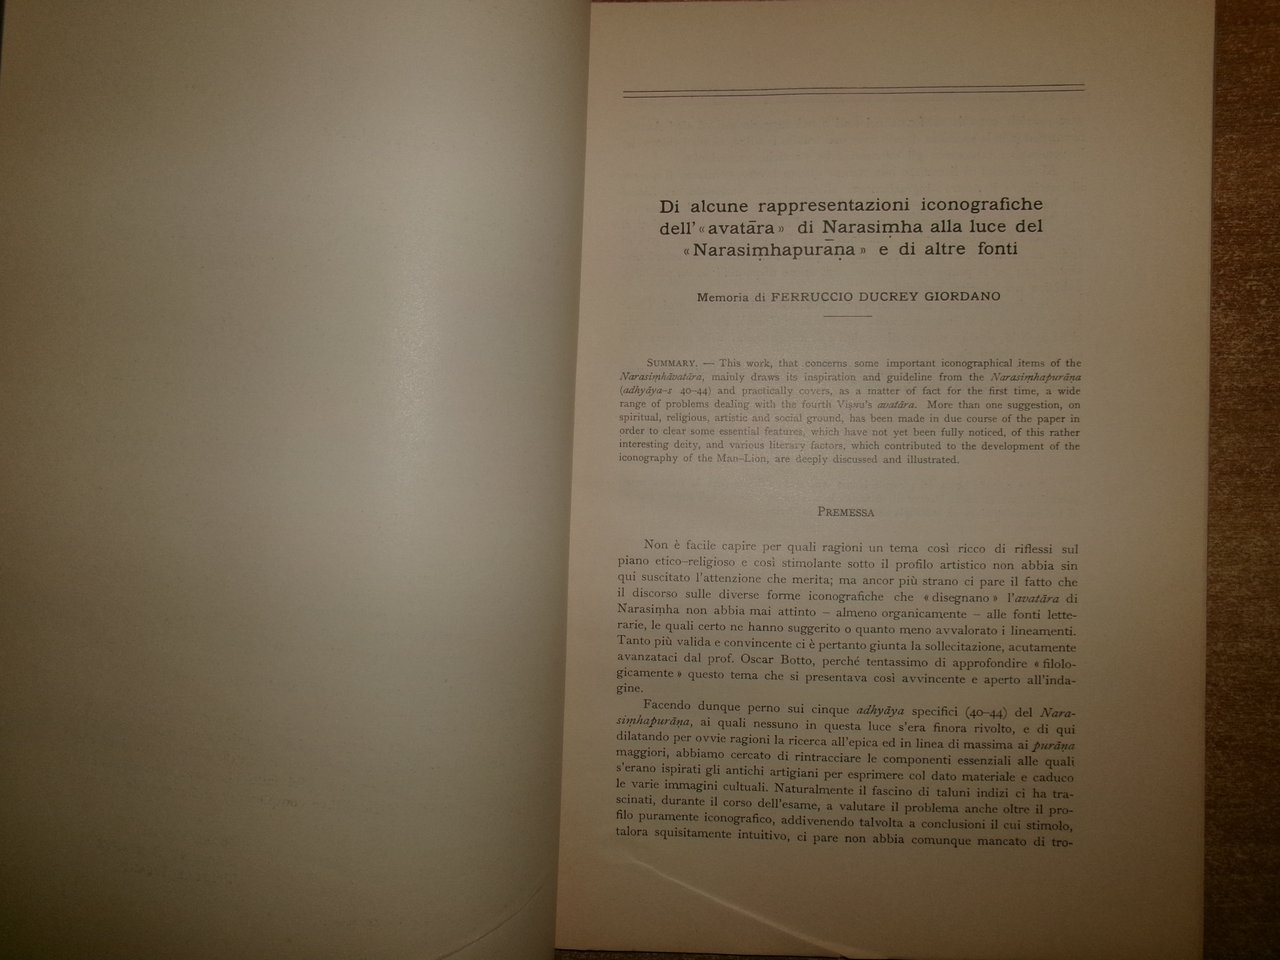 Di alcune rappresentazioni iconografiche
dell'«avatāra» di Narasiṃha alla luce del
«Narasiṃhapurāṇa» e di altre fonti
Memoria di FERRUCCIO DUCREY GIORDANO
SUMMARY. — This work, that concerns some important iconographical items of the
Narasiṃhāvatāra, mainly draws its inspiration and guideline from the Narasiṃhapurāṇa
(adhyāya-s 40–44) and practically covers, as a matter of fact for the first time, a wide
range of problems dealing with the fourth Viṣṇu's avatāra. More than one suggestion, on
spiritual, religious, artistic and social ground, has been made in due course of the paper in
order to clear some essential features, which have not yet been fully noticed, of this rather
interesting deity, and various literary factors, which contributed to the development of the
iconography of the Man–Lion, are deeply discussed and illustrated.
PREMESSA
Non è facile capire per quali ragioni un tema così ricco di riflessi sul
piano etico–religioso e così stimolante sotto il profilo artistico non abbia sin
qui suscitato l'attenzione che merita; ma ancor più strano ci pare il fatto che
il discorso sulle diverse forme iconografiche che «disegnano» l'avatāra di
Narasiṃha non abbia mai attinto – almeno organicamente – alle fonti lette-
rarie, le quali certo ne hanno suggerito o quanto meno avvalorato i lineamenti.
Tanto più valida e convincente ci è pertanto giunta la sollecitazione, acutamente
avanzataci dal prof. Oscar Botto, perché tentassimo di approfondire «filolo-
gicamente» questo tema che si presentava così avvincente e aperto all'inda-
gine.
Facendo dunque perno sui cinque adhyāya specifici (40–44) del Nara-
siṃhapurāṇa, ai quali nessuno in questa luce s'era finora rivolto, e di qui
dilatando per ovvie ragioni la ricerca all'epica ed in linea di massima ai purāṇa
maggiori, abbiamo cercato di rintracciare le componenti essenziali alle quali
s'erano ispirati gli antichi artigiani per esprimere col dato materiale e caduco
le varie immagini cultuali. Naturalmente il fascino di taluni indizi ci ha tra-
scinati, durante il corso dell'esame, a valutare il problema anche oltre il pro-
filo puramente iconografico, addivenendo talvolta a conclusioni il cui stimolo,
talora squisitamente intuitivo, ci pare non abbia comunque mancato di tro-